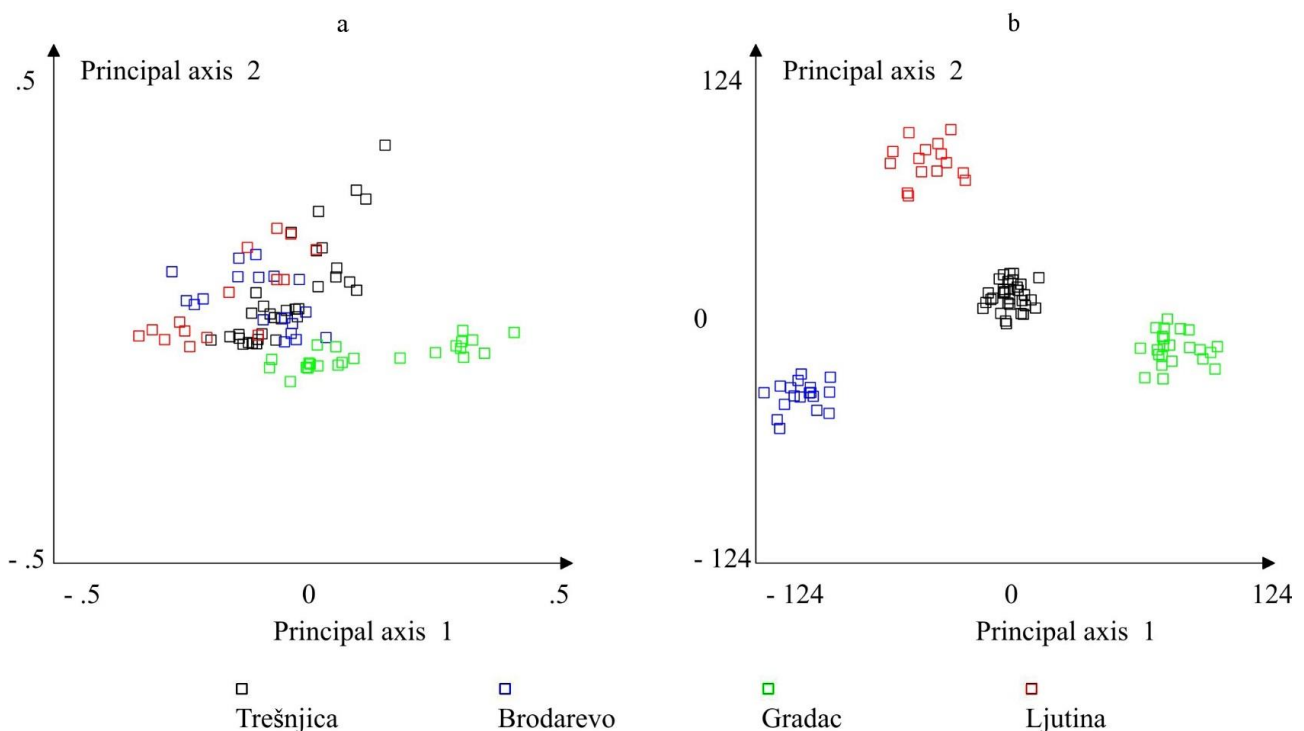 a
b
.5
Principal axis 2
124
Principal axis 2
0
- .5
- 124
- .5
0
.5
- 124
0
124
Principal axis 1
Principal axis 1
Trešnjica
Brodarevo
Gradac
Ljutina